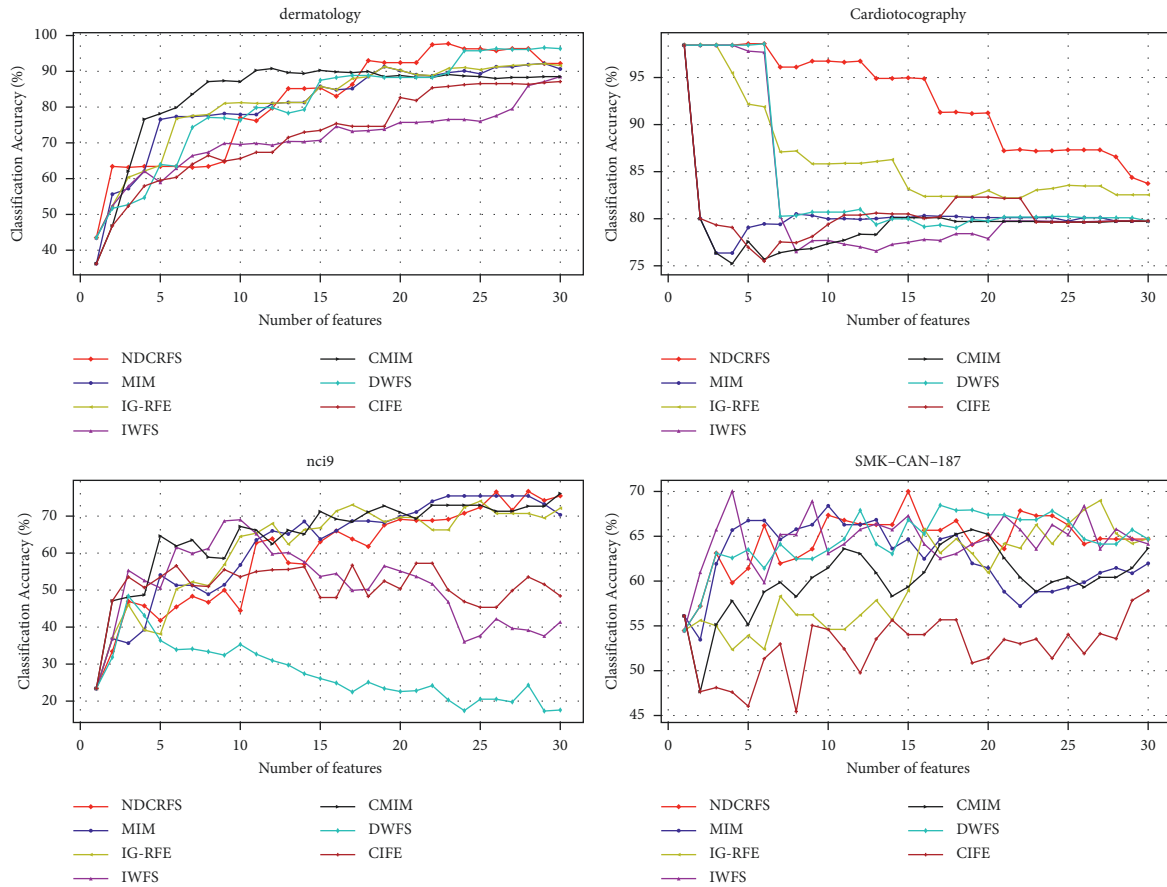 dermatology
Classification Accuracy (%)
100
90
80
70
60
50
40
0 5 10 15 20 25 30
Number of features
NDCRFS
MIM
IG-RFE
IWFS
CMIM
DWFS
CIFE
Cardiotocography
Classification Accuracy (%)
95
90
85
80
75
0 5 10 15 20 25 30
Number of features
NDCRFS
MIM
IG-RFE
IWFS
CMIM
DWFS
CIFE
nci9
Classification Accuracy (%)
70
60
50
40
30
20
0 5 10 15 20 25 30
Number of features
NDCRFS
MIM
IG-RFE
IWFS
CMIM
DWFS
CIFE
SMK–CAN–187
Classification Accuracy (%)
70
65
60
55
50
45
0 5 10 15 20 25 30
Number of features
NDCRFS
MIM
IG-RFE
IWFS
CMIM
DWFS
CIFE